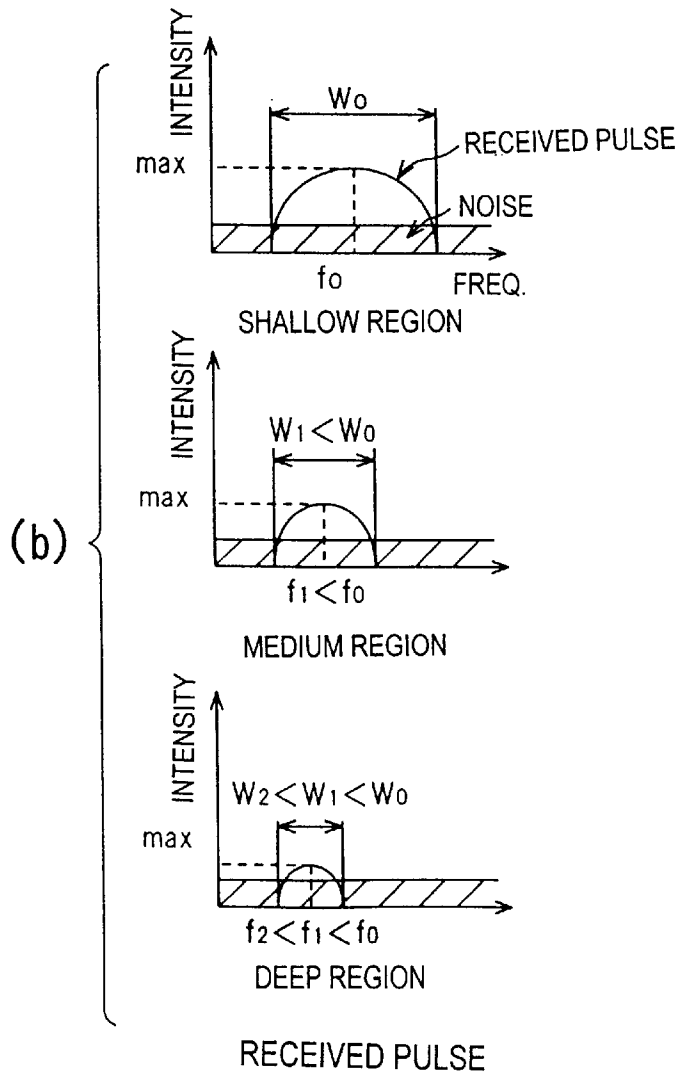 (b)
INTENSITY
W0
max
RECEIVED PULSE
NOISE
f0
FREQ.
SHALLOW REGION
INTENSITY
W1<W0
max
f1<f0
MEDIUM REGION
INTENSITY
W2<W1<W0
max
f2<f1<f0
DEEP REGION
RECEIVED PULSE